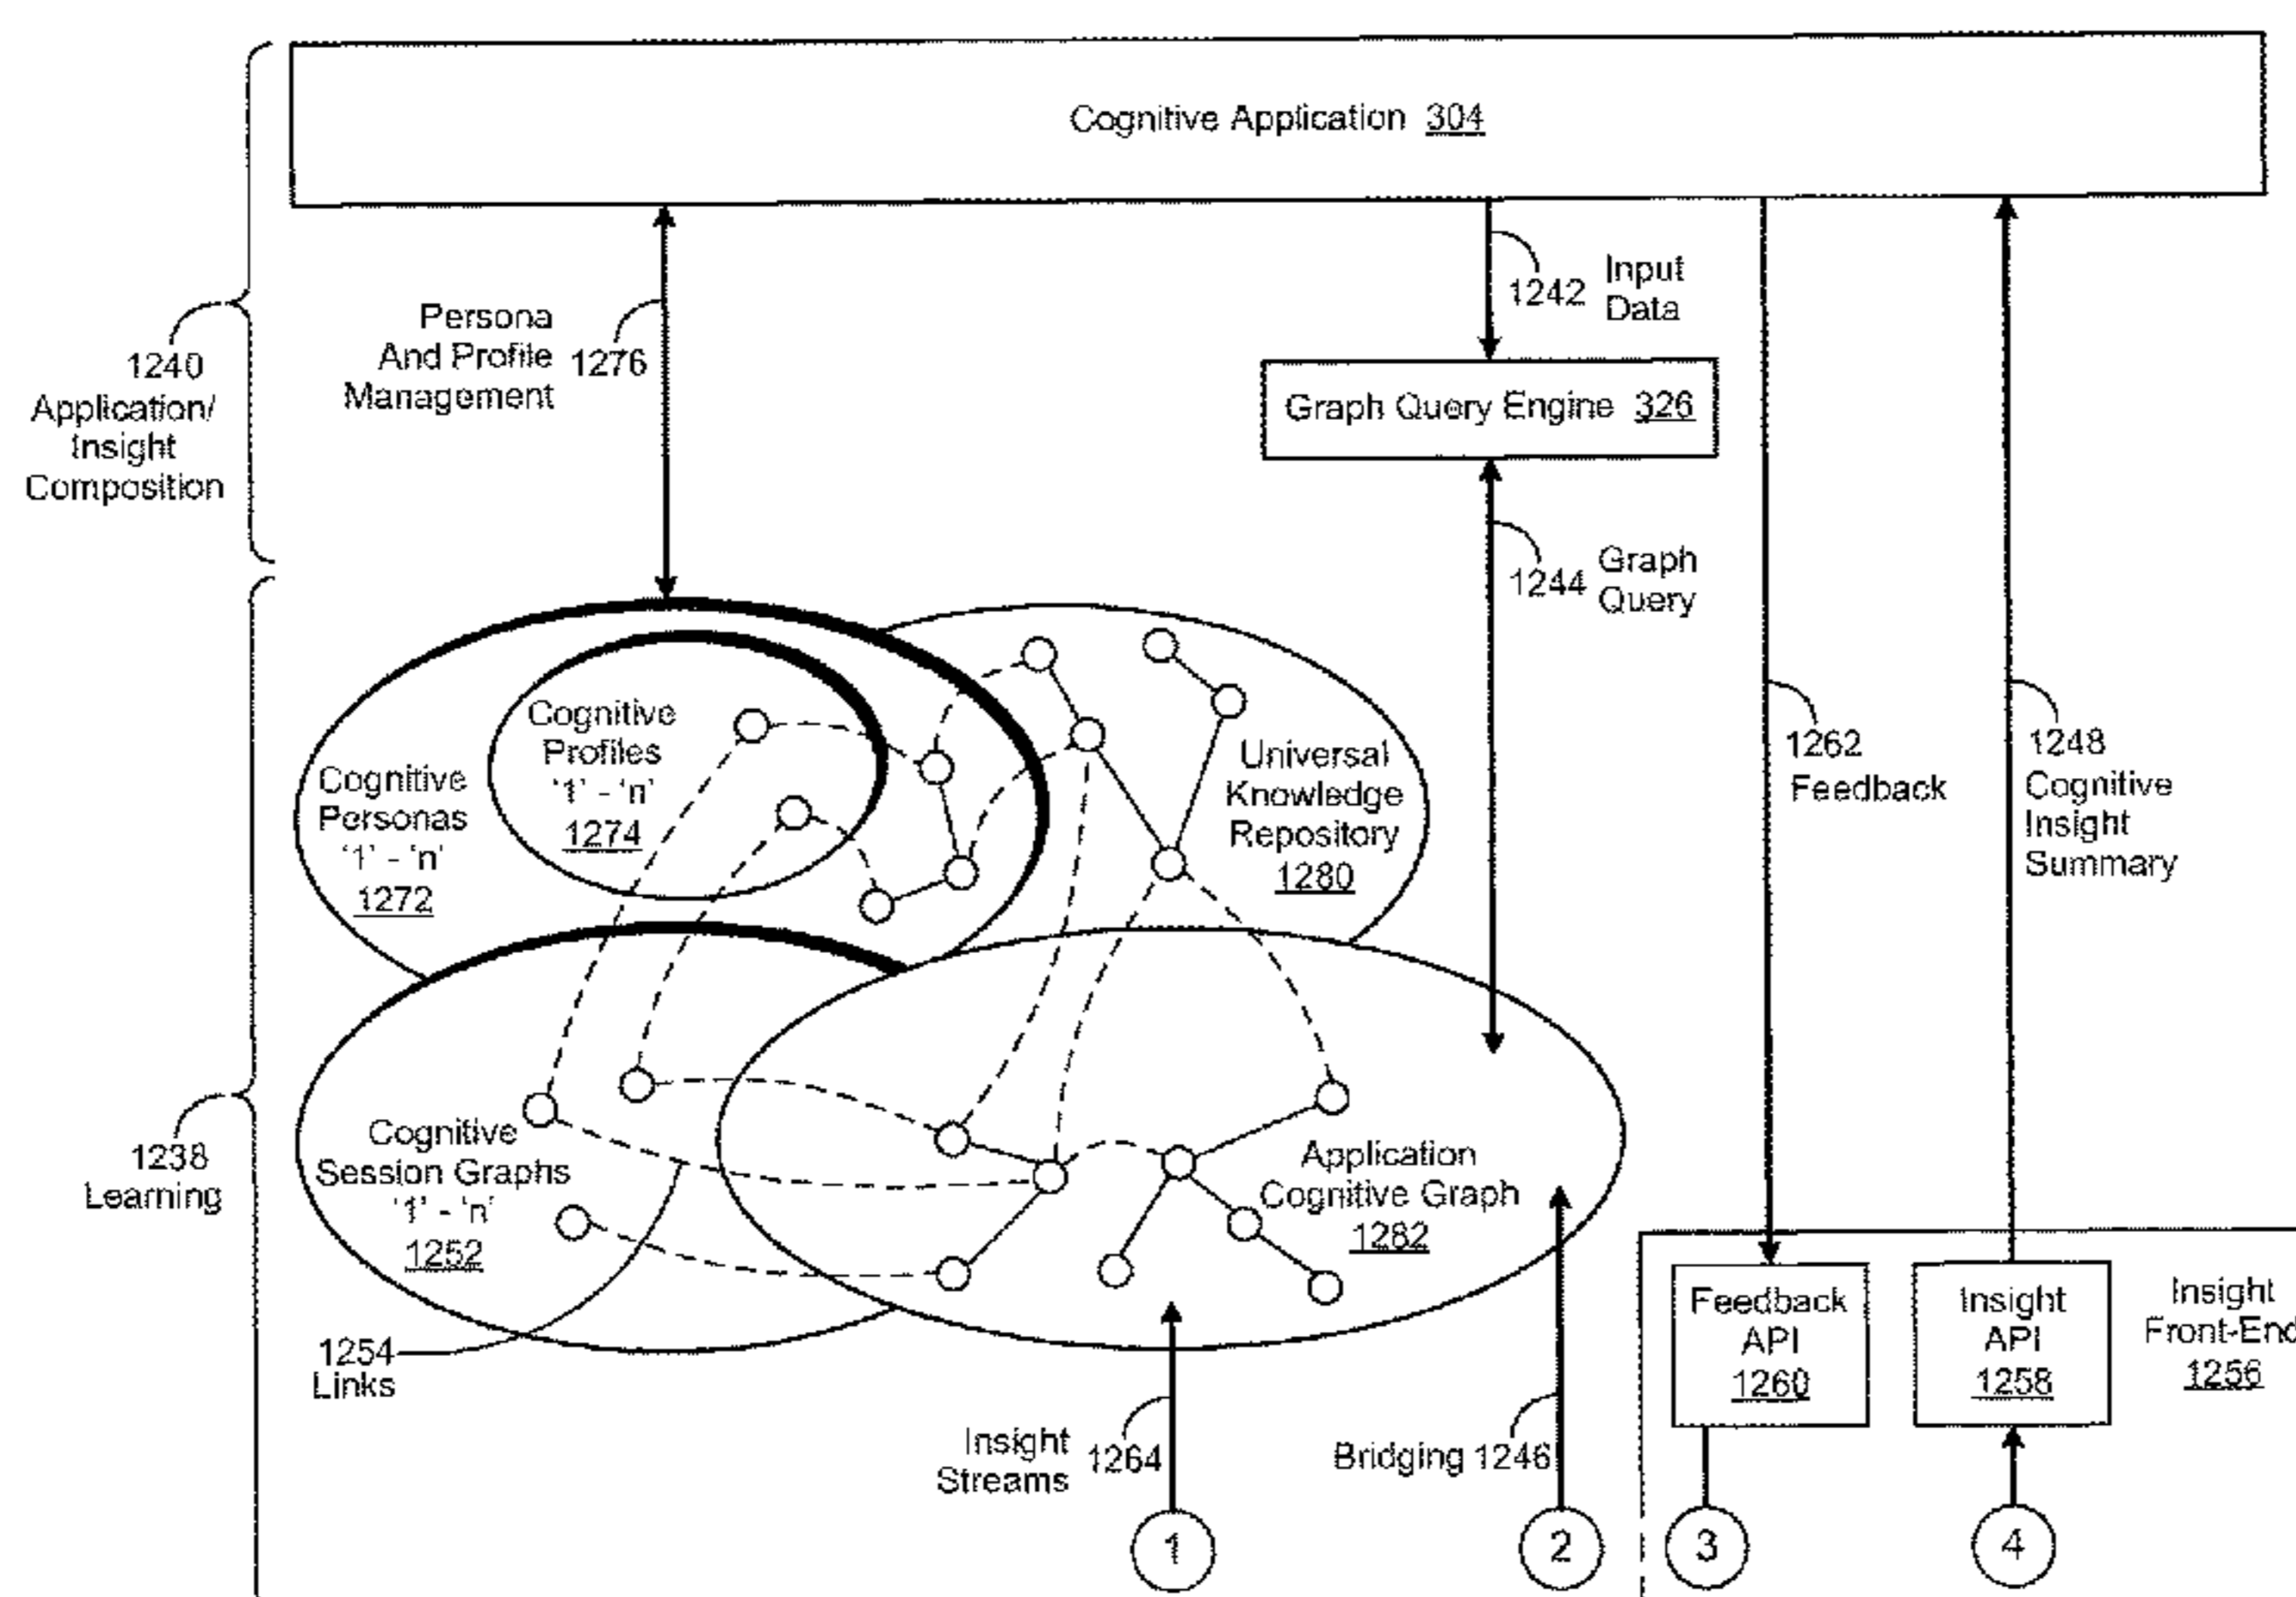 Cognitive Application 304
1242 Input
Data
Persona
And Profile 1276
Management
1240
Application/
Insight
Composition
Graph Query Engine 326
1244 Graph
Query
1262
Feedback
1248
Cognitive
Insight
Summary
Cognitive
Profiles
'1' - 'n'
1274
Cognitive
Personas
'1' - 'n'
1272
Universal
Knowledge
Repository
1280
1238
Learning
Cognitive
Session Graphs
'1' - 'n'
1252
Application
Cognitive Graph
1282
1254
Links
Feedback
API
1260
Insight
API
1258
Insight
Front-End
1256
Insight
Streams 1264
Bridging 1246
1
2
3
4